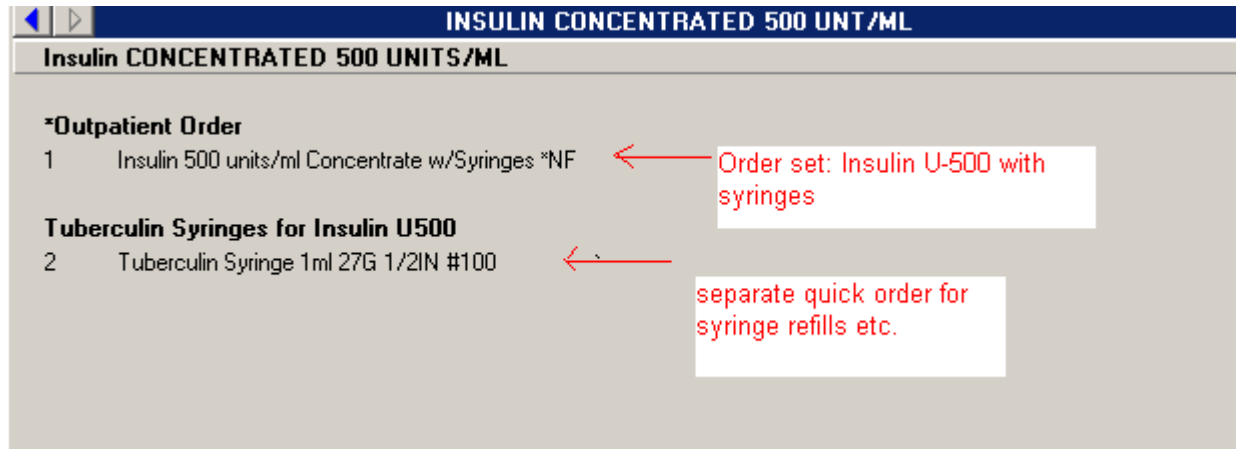 INSULIN CONCENTRATED 500 UNT/ML
Insulin CONCENTRATED 500 UNITS/ML
*Outpatient Order
1 Insulin 500 units/ml Concentrate w/Syringes *NF
Order set: Insulin U-500 with
syringes
Tuberculin Syringes for Insulin U500
2 Tuberculin Syringe 1ml 27G 1/2IN #100
separate quick order for
syringe refills etc.